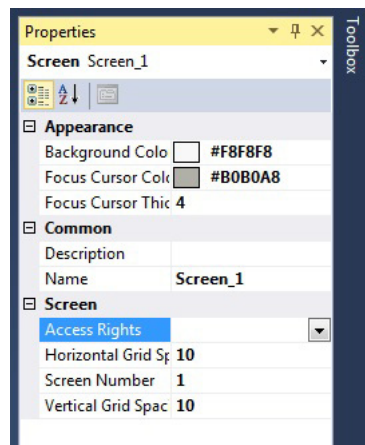 Properties
Toolbox
Screen Screen_1
Appearance
Background Colo #F8F8F8
Focus Cursor Colo #B0B0A8
Focus Cursor Thic 4
Common
Description
Name Screen_1
Screen
Access Rights
Horizontal Grid Sp 10
Screen Number 1
Vertical Grid Spac 10